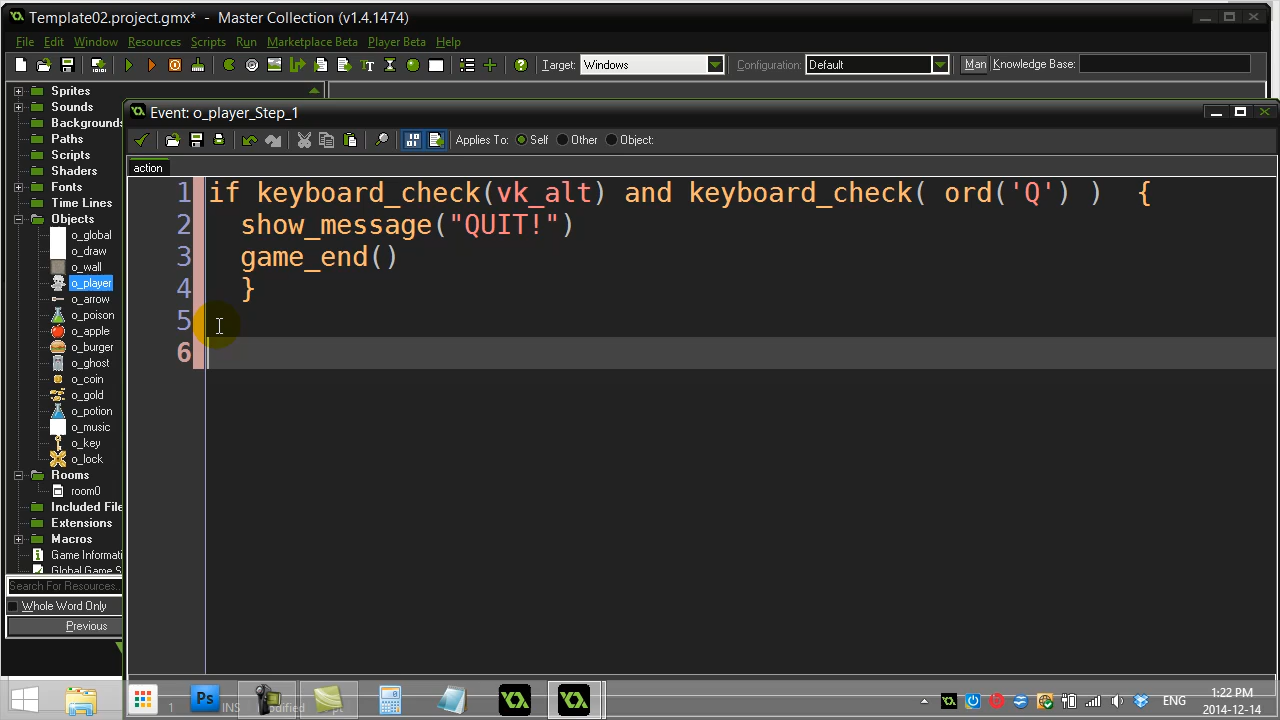 Template02.project.gmx* - Master Collection (v1.4.1474)
File Edit Window Resources Scripts Run Marketplace Beta Player Beta Help
Target: Windows Configuration: Default Man Knowledge Base:
Sprites
Sounds
Backgrounds
Paths
Scripts
Shaders
Fonts
Time Lines
Objects
o_global
o_draw
o_wall
o_player
o_arrow
o_poison
o_apple
o_burger
o_ghost
o_coin
o_gold
o_potion
o_music
o_key
o_lock
Rooms
room0
Included File
Extensions
Macros
Game Informati
Global Game S
Search For Resources...
Whole Word Only
Previous
Event: o_player_Step_1
Applies To: Self Other Object:
action
1 if keyboard_check(vk_alt) and keyboard_check( ord('Q') )  {
2 show_message("QUIT!")
3 game_end()
4 }
5
6
1 INS odified
Ps
ENG
1:22 PM
2014-12-14